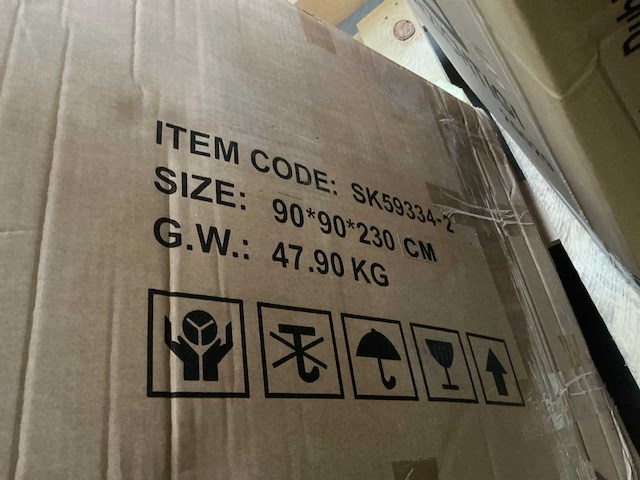 ITEM CODE: SK59334-2
SIZE: 90*90*230 CM
G.W.: 47.90 KG